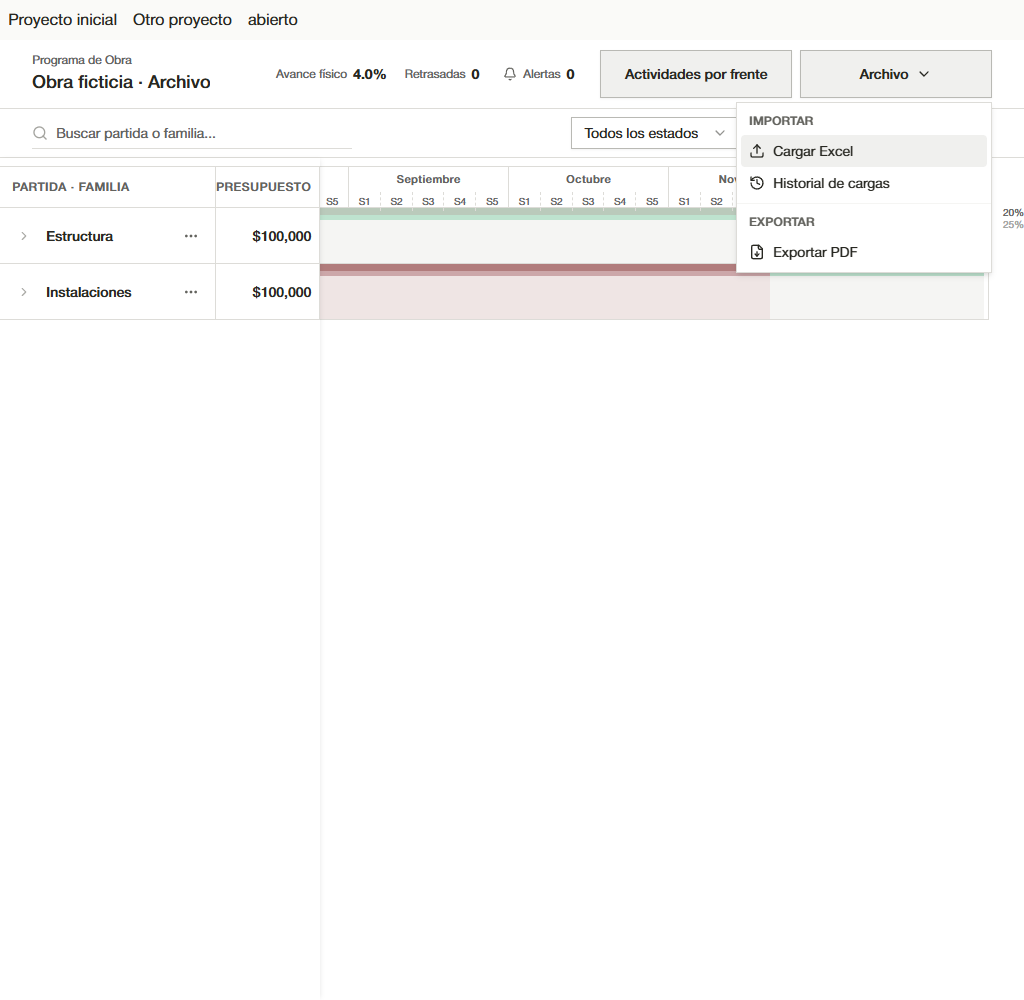 Proyecto inicial Otro proyecto abierto
Programa de Obra
Obra ficticia · Archivo
Avance físico 4.0% Retrasadas 0 Alertas 0
Actividades por frente
Archivo
Buscar partida o familia...
Todos los estados
IMPORTAR
Cargar Excel
Historial de cargas
EXPORTAR
Exportar PDF
PARTIDA · FAMILIA PRESUPUESTO
Septiembre Octubre
S5 S1 S2 S3 S4 S5 S1 S2 S3 S4 S5 S1 S2
Estructura ... $100,000
20%
25%
Instalaciones ... $100,000